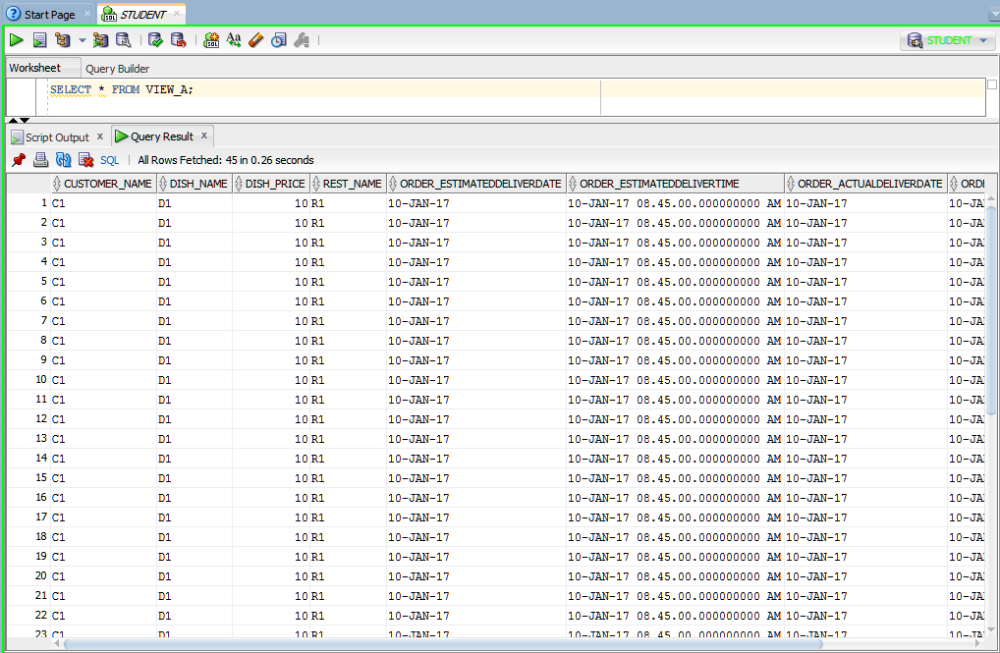 Start Page
STUDENT
STUDENT
Worksheet Query Builder
SELECT * FROM VIEW_A;
Script Output x Query Result x
SQL | All Rows Fetched: 45 in 0.26 seconds
CUSTOMER_NAME DISH_NAME DISH_PRICE REST_NAME ORDER_ESTIMATEDDELIVERDATE ORDER_ESTIMATEDDELIVERTIME ORDER_ACTUALDELIVERDATE ORDE
1 C1 D1 10 R1 10-JAN-17 10-JAN-17 08.45.00.000000000 AM 10-JAN-17 10-JA
2 C1 D1 10 R1 10-JAN-17 10-JAN-17 08.45.00.000000000 AM 10-JAN-17 10-JA
3 C1 D1 10 R1 10-JAN-17 10-JAN-17 08.45.00.000000000 AM 10-JAN-17 10-JA
4 C1 D1 10 R1 10-JAN-17 10-JAN-17 08.45.00.000000000 AM 10-JAN-17 10-JA
5 C1 D1 10 R1 10-JAN-17 10-JAN-17 08.45.00.000000000 AM 10-JAN-17 10-JA
6 C1 D1 10 R1 10-JAN-17 10-JAN-17 08.45.00.000000000 AM 10-JAN-17 10-JA
7 C1 D1 10 R1 10-JAN-17 10-JAN-17 08.45.00.000000000 AM 10-JAN-17 10-JA
8 C1 D1 10 R1 10-JAN-17 10-JAN-17 08.45.00.000000000 AM 10-JAN-17 10-JA
9 C1 D1 10 R1 10-JAN-17 10-JAN-17 08.45.00.000000000 AM 10-JAN-17 10-JA
10 C1 D1 10 R1 10-JAN-17 10-JAN-17 08.45.00.000000000 AM 10-JAN-17 10-JA
11 C1 D1 10 R1 10-JAN-17 10-JAN-17 08.45.00.000000000 AM 10-JAN-17 10-JA
12 C1 D1 10 R1 10-JAN-17 10-JAN-17 08.45.00.000000000 AM 10-JAN-17 10-JA
13 C1 D1 10 R1 10-JAN-17 10-JAN-17 08.45.00.000000000 AM 10-JAN-17 10-JA
14 C1 D1 10 R1 10-JAN-17 10-JAN-17 08.45.00.000000000 AM 10-JAN-17 10-JA
15 C1 D1 10 R1 10-JAN-17 10-JAN-17 08.45.00.000000000 AM 10-JAN-17 10-JA
16 C1 D1 10 R1 10-JAN-17 10-JAN-17 08.45.00.000000000 AM 10-JAN-17 10-JA
17 C1 D1 10 R1 10-JAN-17 10-JAN-17 08.45.00.000000000 AM 10-JAN-17 10-JA
18 C1 D1 10 R1 10-JAN-17 10-JAN-17 08.45.00.000000000 AM 10-JAN-17 10-JA
19 C1 D1 10 R1 10-JAN-17 10-JAN-17 08.45.00.000000000 AM 10-JAN-17 10-JA
20 C1 D1 10 R1 10-JAN-17 10-JAN-17 08.45.00.000000000 AM 10-JAN-17 10-JA
21 C1 D1 10 R1 10-JAN-17 10-JAN-17 08.45.00.000000000 AM 10-JAN-17 10-JA
22 C1 D1 10 R1 10-JAN-17 10-JAN-17 08.45.00.000000000 AM 10-JAN-17 10-JA
23 C1 D1 10 R1 10-JAN-17 10-JAN-17 08.45.00.000000000 AM 10-JAN-17 10-JA